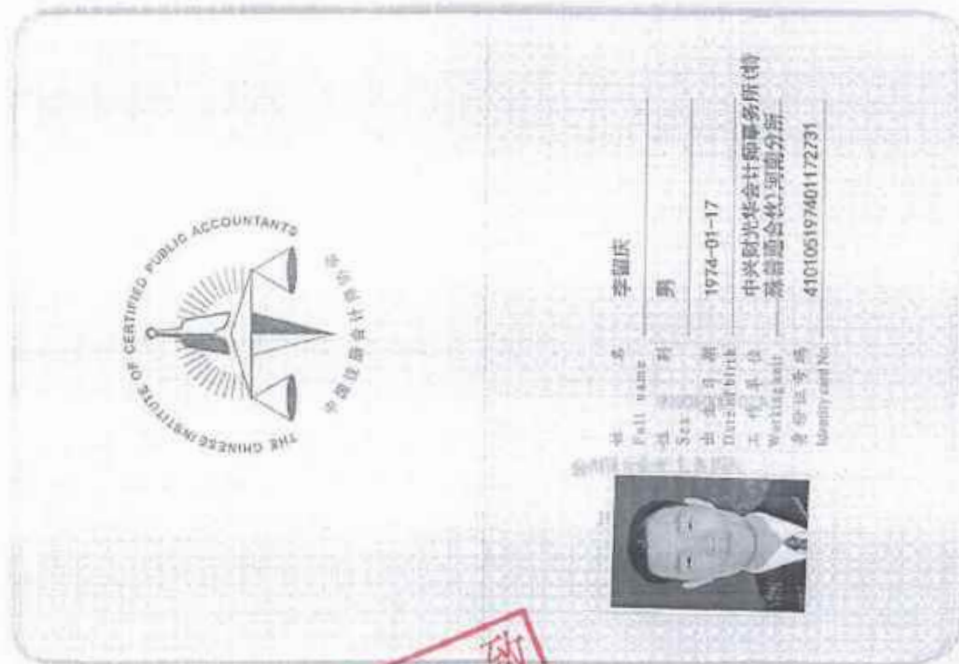 THE CHINESE INSTITUTE OF CERTIFIED PUBLIC ACCOUNTANTS
中国注册会计师协会
姓 名 李留庆
Full name
性 别 男
Sex
出生日期 1974-01-17
Date of birth
工作单位 中兴财光华会计师事务所(特
Working unit 殊普通合伙)河南分所
身份证号码 410105197401172731
Identity card No.